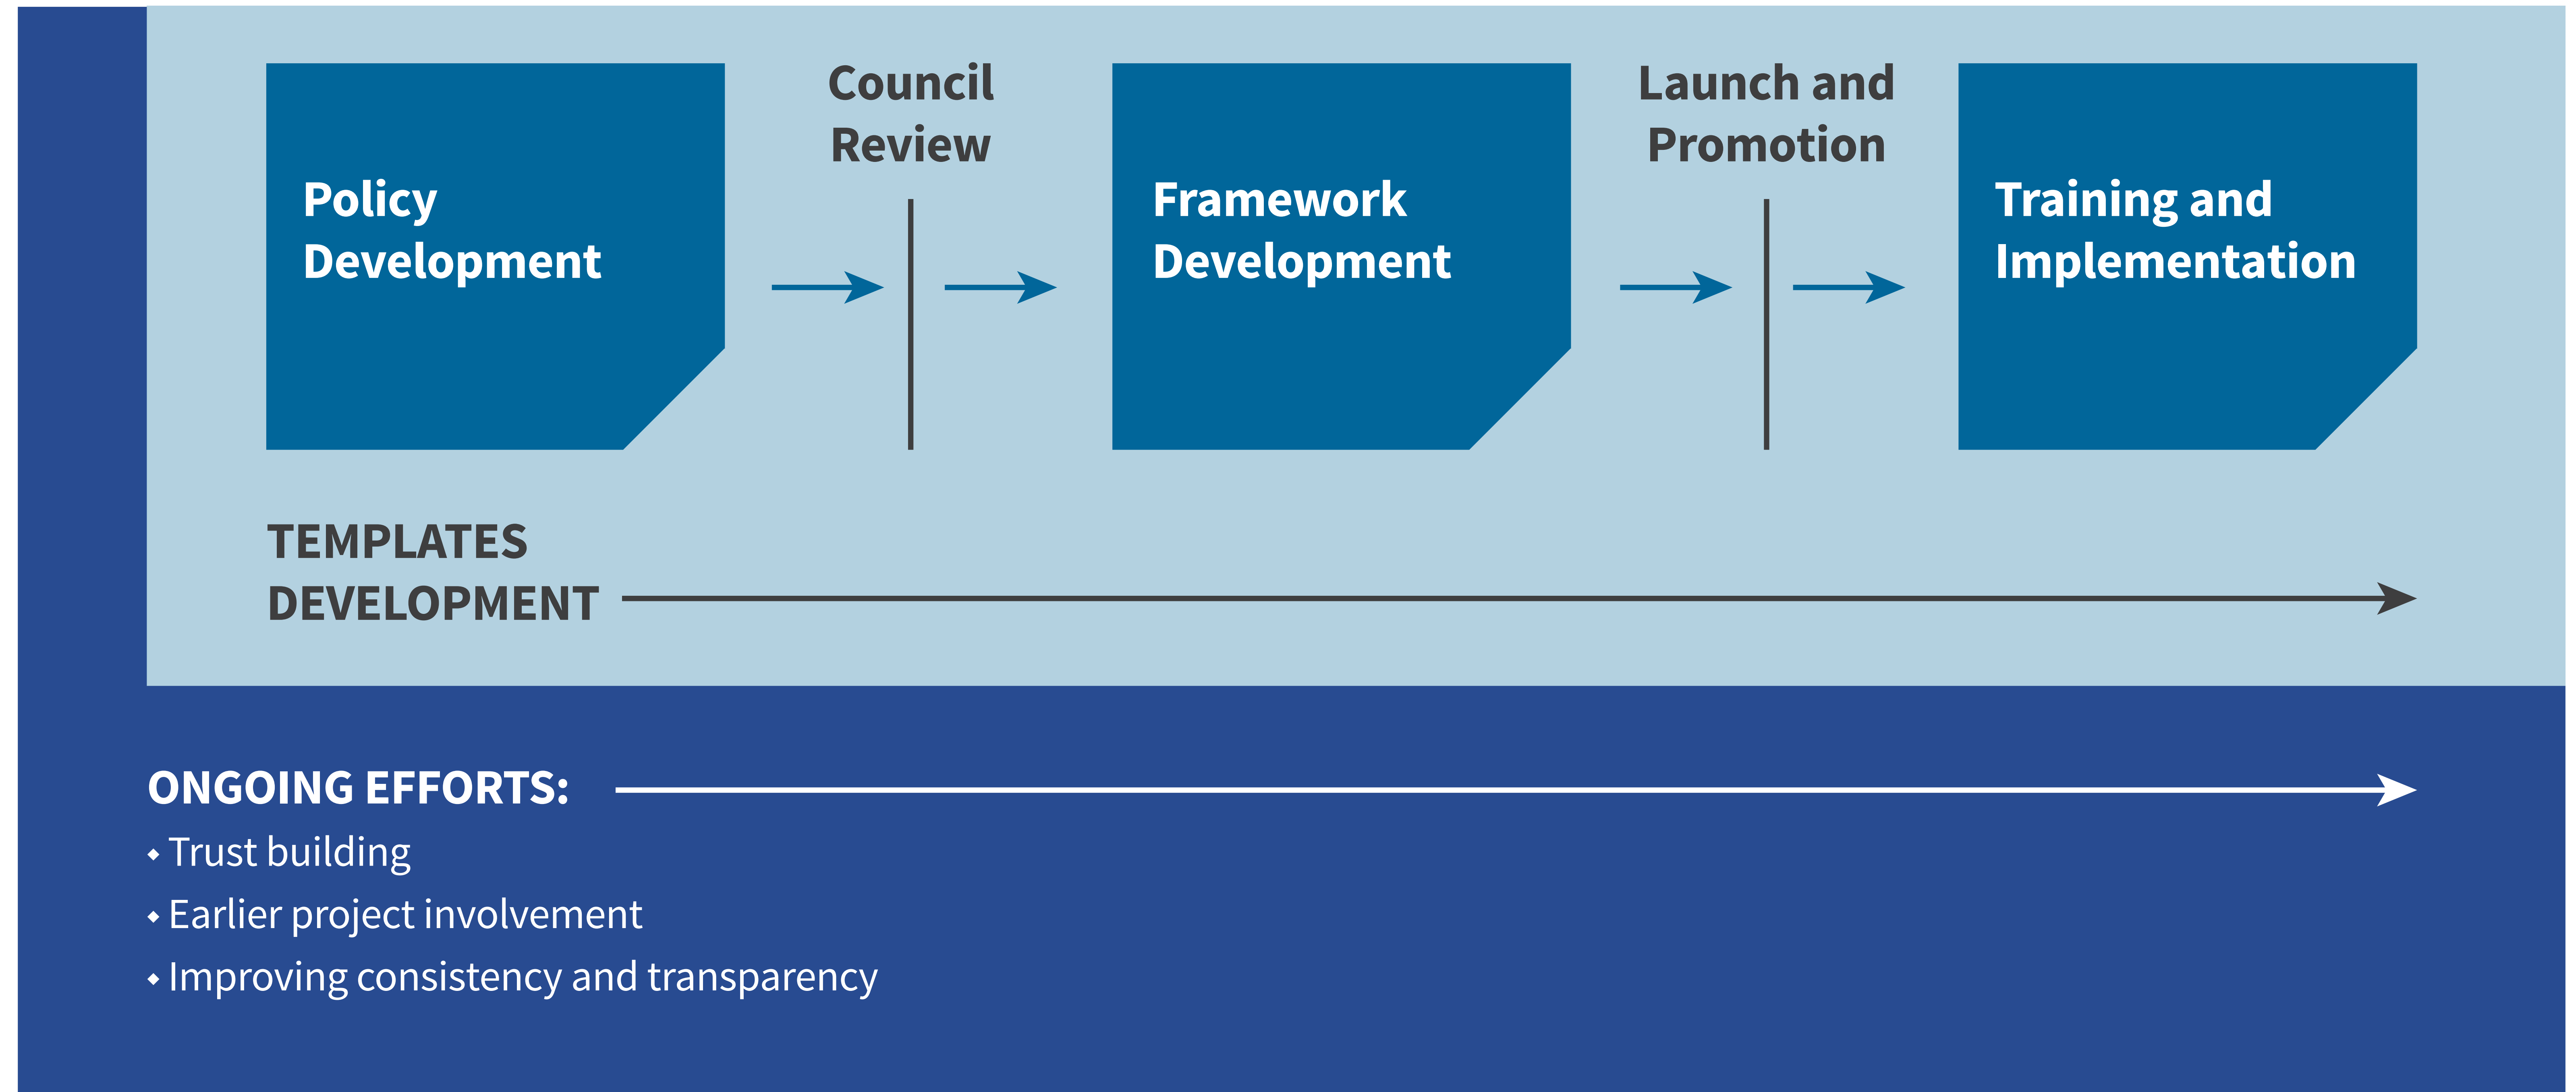 Policy
Development
Council
Review
Framework
Development
Launch and
Promotion
Training and
Implementation
TEMPLATES
DEVELOPMENT
ONGOING EFFORTS:
⬥ Trust building
⬥ Earlier project involvement
⬥ Improving consistency and transparency